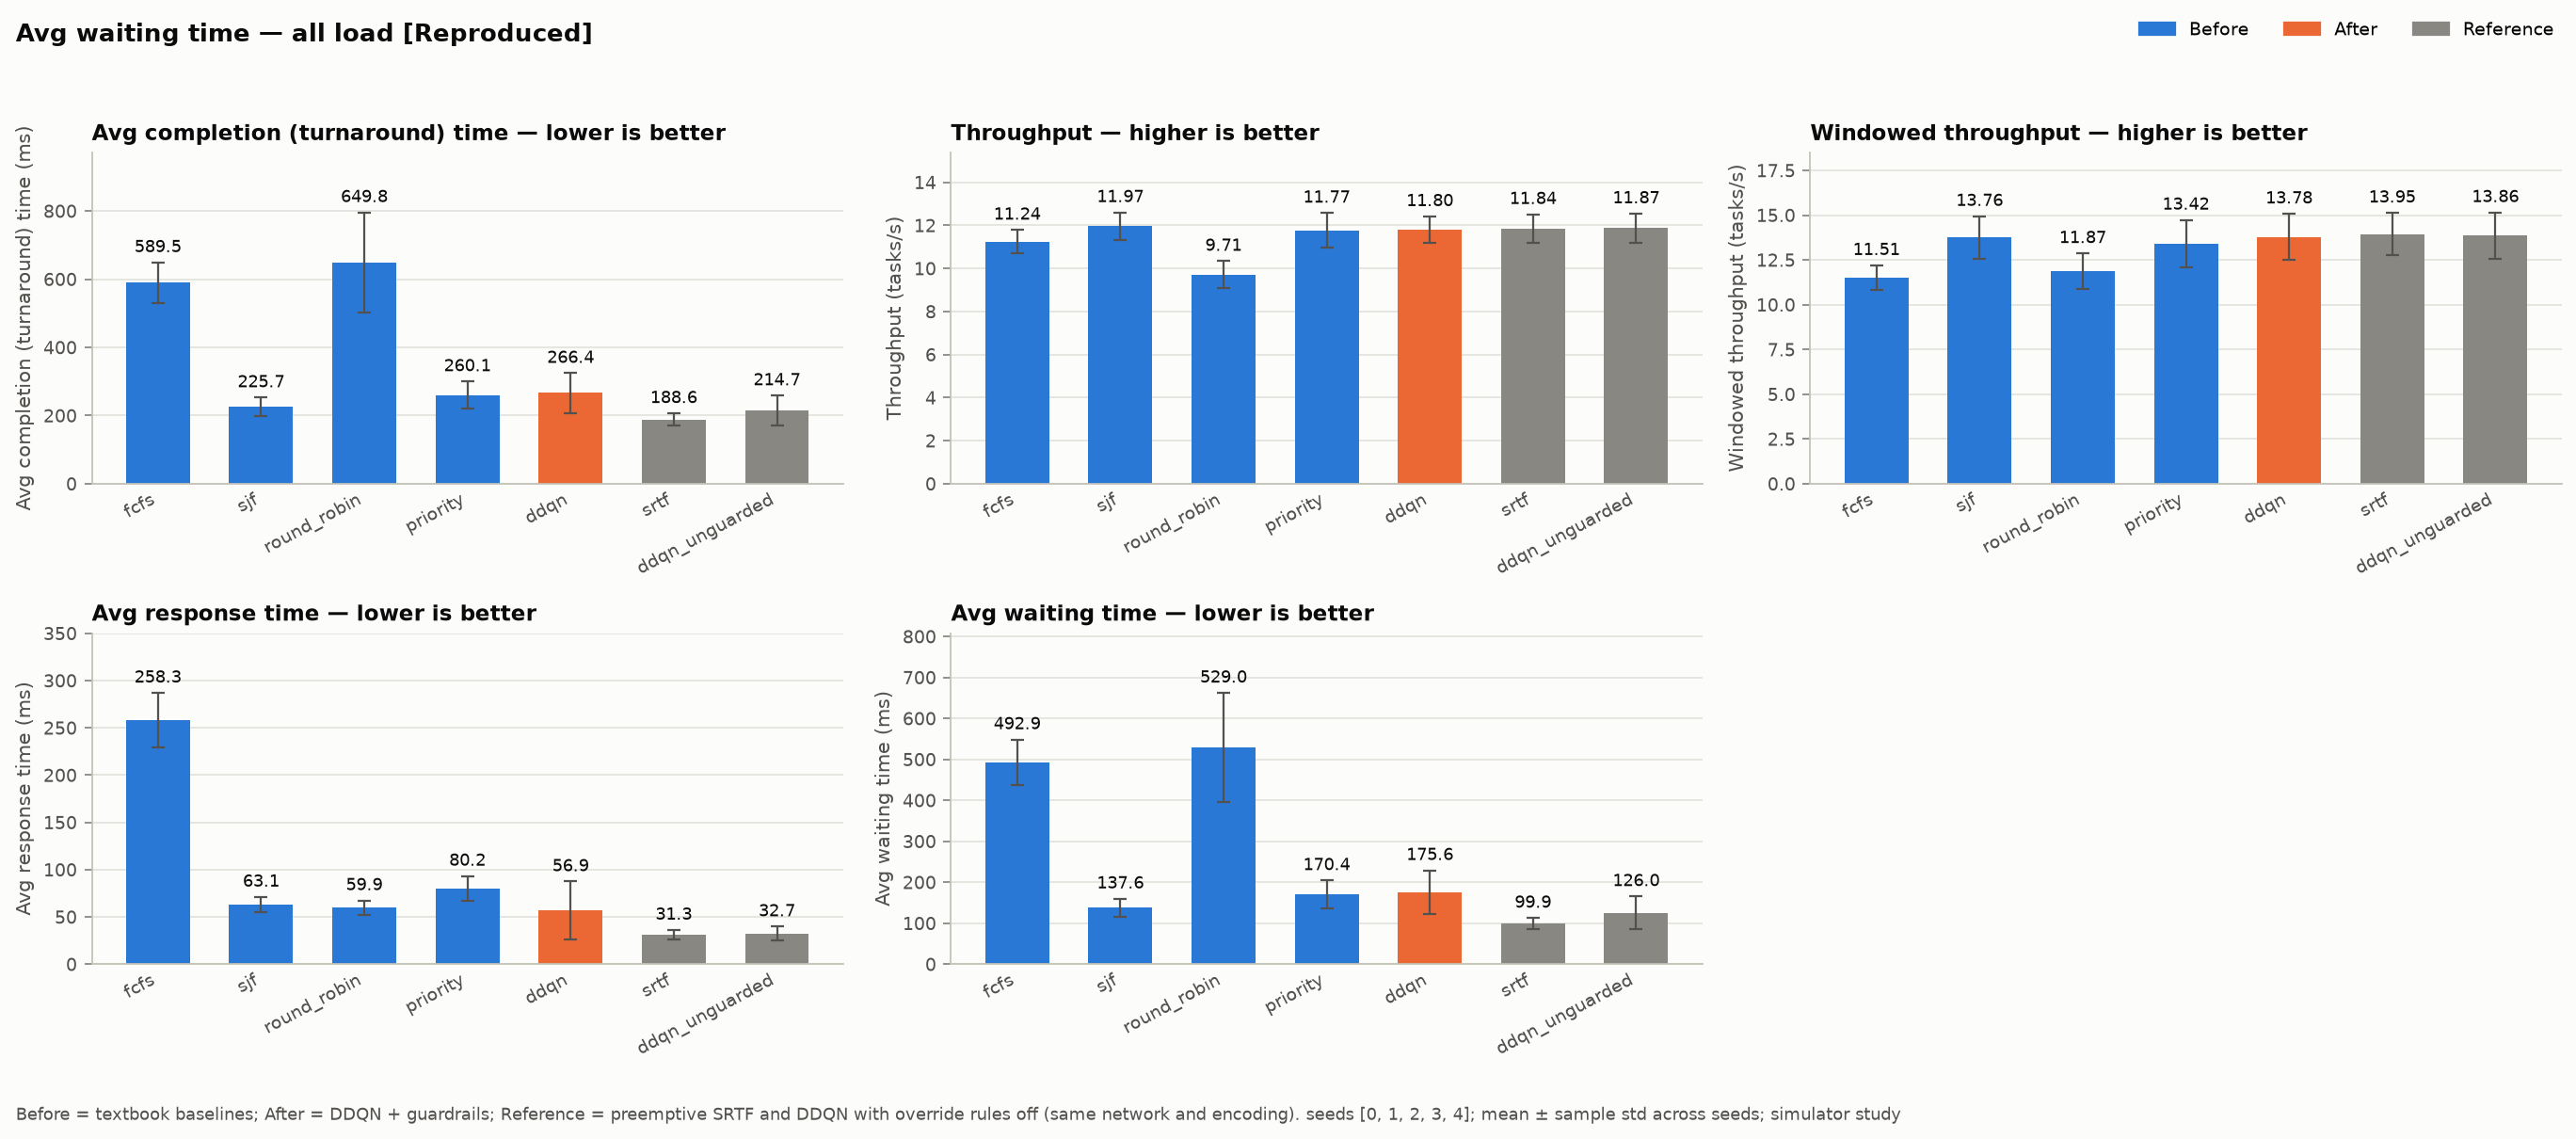 Avg waiting time — all load [Reproduced]
Before
After
Reference
Avg completion (turnaround) time — lower is better
Avg completion (turnaround) time (ms)
800
600
400
200
0
589.5
225.7
649.8
260.1
266.4
188.6
214.7
fcfs
sjf
round_robin
priority
ddqn
srtf
ddqn_unguarded
Throughput — higher is better
Throughput (tasks/s)
14
12
10
8
6
4
2
0
11.24
11.97
9.71
11.77
11.80
11.84
11.87
fcfs
sjf
round_robin
priority
ddqn
srtf
ddqn_unguarded
Windowed throughput — higher is better
Windowed throughput (tasks/s)
17.5
15.0
12.5
10.0
7.5
5.0
2.5
0.0
11.51
13.76
11.87
13.42
13.78
13.95
13.86
fcfs
sjf
round_robin
priority
ddqn
srtf
ddqn_unguarded
Avg response time — lower is better
Avg response time (ms)
350
300
250
200
150
100
50
0
258.3
63.1
59.9
80.2
56.9
31.3
32.7
fcfs
sjf
round_robin
priority
ddqn
srtf
ddqn_unguarded
Avg waiting time — lower is better
Avg waiting time (ms)
800
700
600
500
400
300
200
100
0
492.9
137.6
529.0
170.4
175.6
99.9
126.0
fcfs
sjf
round_robin
priority
ddqn
srtf
ddqn_unguarded
Before = textbook baselines; After = DDQN + guardrails; Reference = preemptive SRTF and DDQN with override rules off (same network and encoding). seeds [0, 1, 2, 3, 4]; mean ± sample std across seeds; simulator study